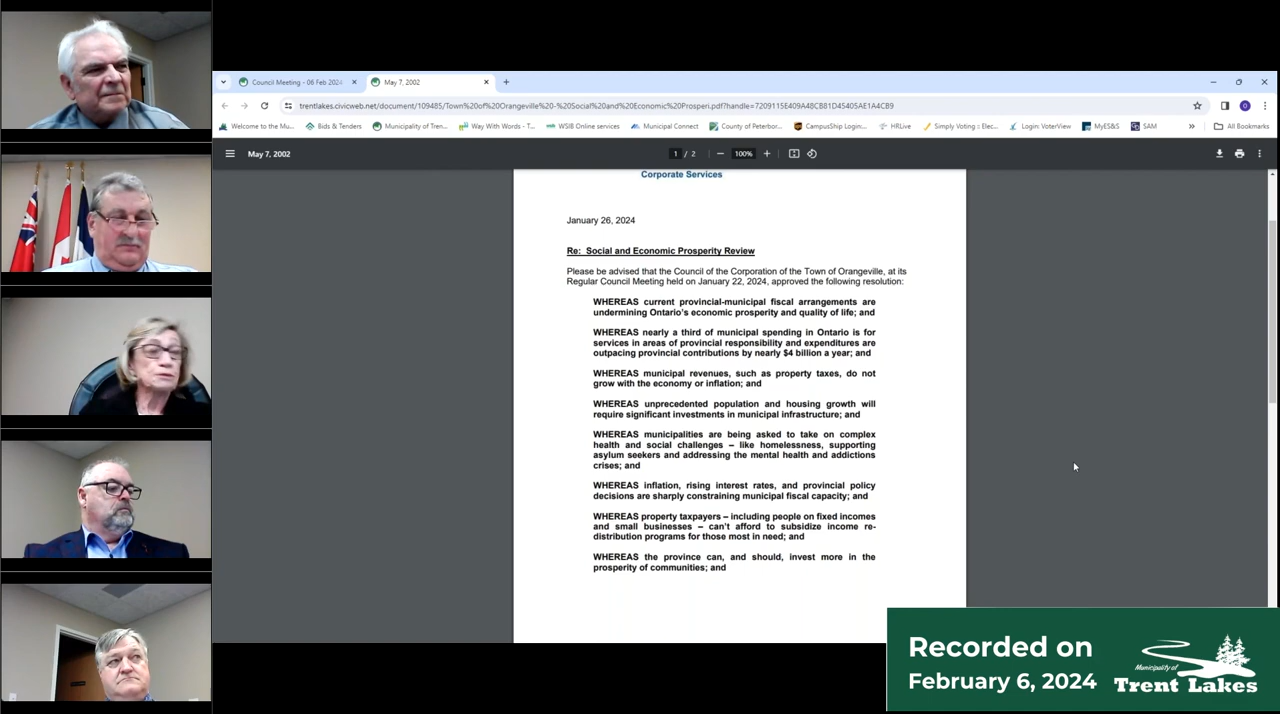 Council Meeting - 06 Feb 2024
May 7, 2002
trentlakes.civicweb.net/document/109485/Town%20of%20Orangeville%20-%20Social%20and%20Economic%20Prosperi.pdf?handle=7209115E409A48CB81D45405AE1A4CB9
Welcome to the Mu...
Bids & Tenders
Municipality of Tren...
Way With Words - T...
WSIB Online services
Municipal Connect
County of Peterbor...
CampusShip Login:...
HRLive
Simply Voting :: Elec...
Login: VoterView
MyES&S
SAM
»
All Bookmarks
May 7, 2002
1 / 2
100%
Corporate Services
January 26, 2024
Re: Social and Economic Prosperity Review
Please be advised that the Council of the Corporation of the Town of Orangeville, at its
Regular Council Meeting held on January 22, 2024, approved the following resolution:
WHEREAS current provincial-municipal fiscal arrangements are
undermining Ontario's economic prosperity and quality of life; and
WHEREAS nearly a third of municipal spending in Ontario is for
services in areas of provincial responsibility and expenditures are
outpacing provincial contributions by nearly $4 billion a year; and
WHEREAS municipal revenues, such as property taxes, do not
grow with the economy or inflation; and
WHEREAS unprecedented population and housing growth will
require significant investments in municipal infrastructure; and
WHEREAS municipalities are being asked to take on complex
health and social challenges – like homelessness, supporting
asylum seekers and addressing the mental health and addictions
crises; and
WHEREAS inflation, rising interest rates, and provincial policy
decisions are sharply constraining municipal fiscal capacity; and
WHEREAS property taxpayers – including people on fixed incomes
and small businesses – can't afford to subsidize income re-
distribution programs for those most in need; and
WHEREAS the province can, and should, invest more in the
prosperity of communities; and
Recorded on
February 6, 2024
Municipality of
Trent Lakes